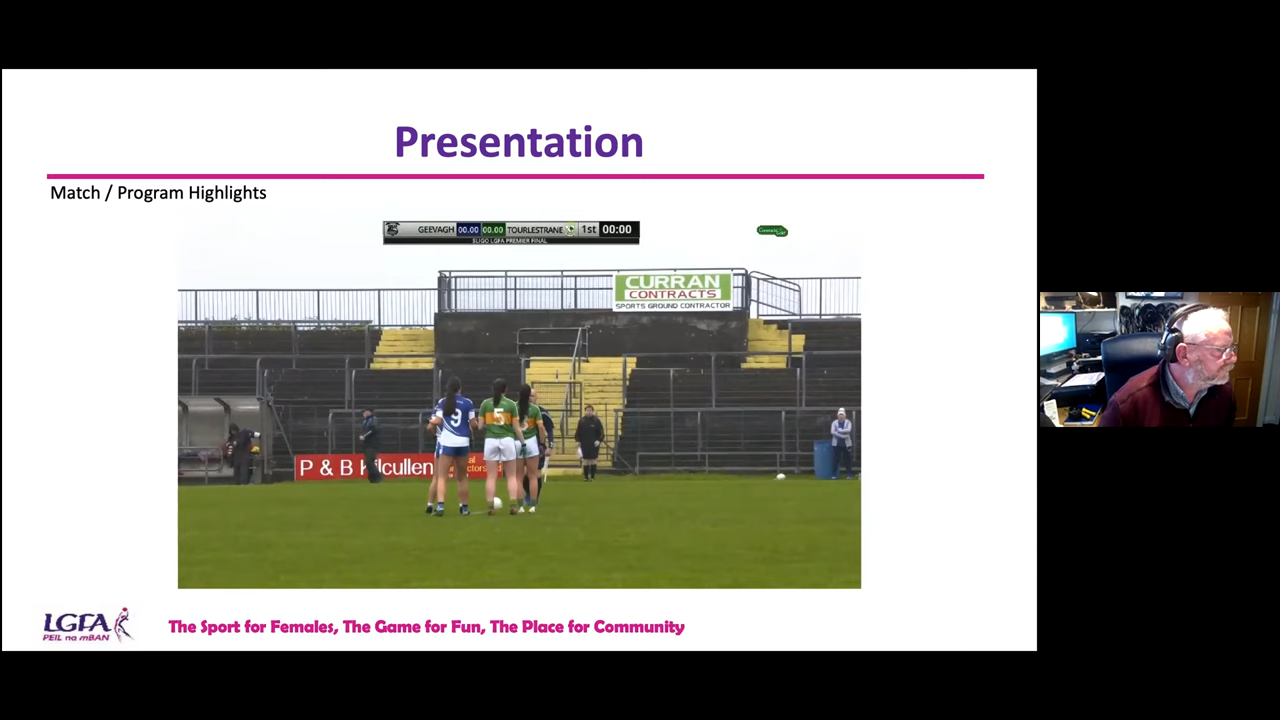 Presentation
Match / Program Highlights
GEEVAGH 00.00 00.00 TOURLESTRANE 1st 00:00
SLIGO LGFA PREMIER FINAL
CURRAN
CONTRACTS
SPORTS GROUND CONTRACTOR
9
5
P & B Kilcullen
LGFA
PEIL na mBAN
The Sport for Females, The Game for Fun, The Place for Community